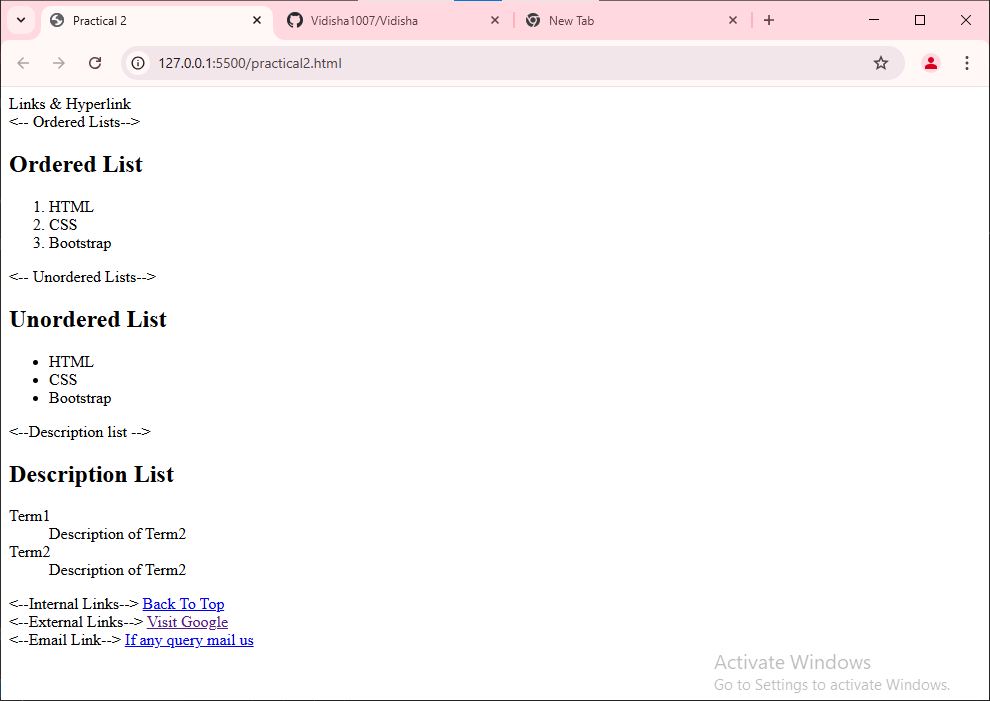 Practical 2
Vidisha1007/Vidisha
New Tab
127.0.0.1:5500/practical2.html
Links & Hyperlink
<-- Ordered Lists-->
Ordered List
1. HTML
2. CSS
3. Bootstrap
<-- Unordered Lists-->
Unordered List
• HTML
• CSS
• Bootstrap
<--Description list -->
Description List
Term1
Description of Term2
Term2
Description of Term2
<--Internal Links--> Back To Top
<--External Links--> Visit Google
<--Email Link--> If any query mail us
Activate Windows
Go to Settings to activate Windows.